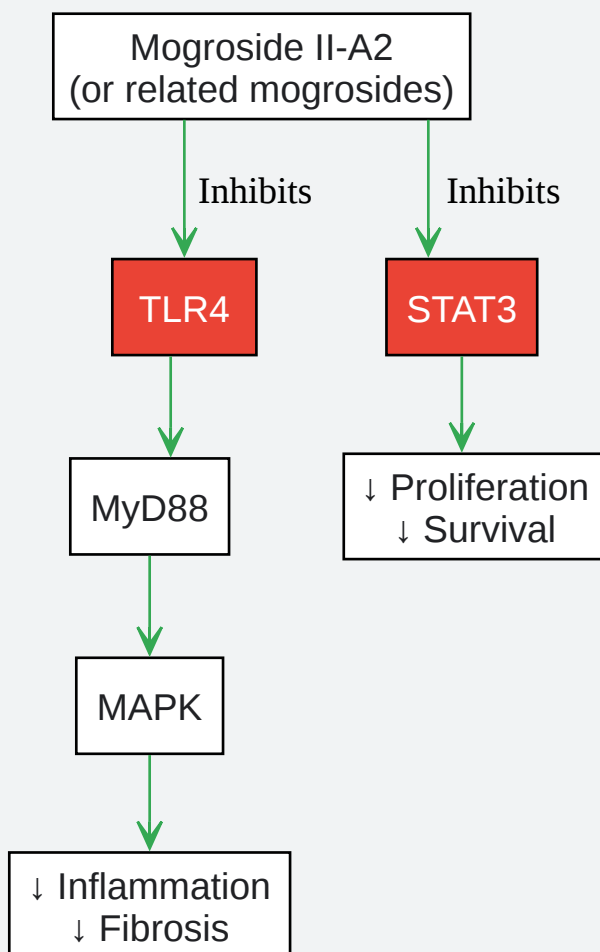 Mogroside II-A2
(or related mogrosides)
Inhibits
Inhibits
TLR4
STAT3
MyD88
↓ Proliferation
↓ Survival
MAPK
↓ Inflammation
↓ Fibrosis